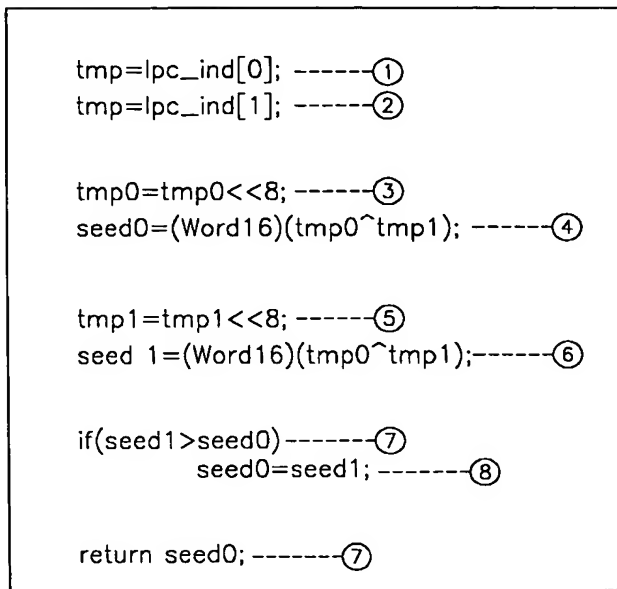 tmp=lpc_ind[0]; ------①
tmp=lpc_ind[1]; ------②
tmp0=tmp0<<8; ------③
seed0=(Word16)(tmp0^tmp1); ------④
tmp1=tmp1<<8; ------⑤
seed 1=(Word16)(tmp0^tmp1);------⑥
if(seed1>seed0)-------⑦
seed0=seed1; -------⑧
return seed0; -------⑦